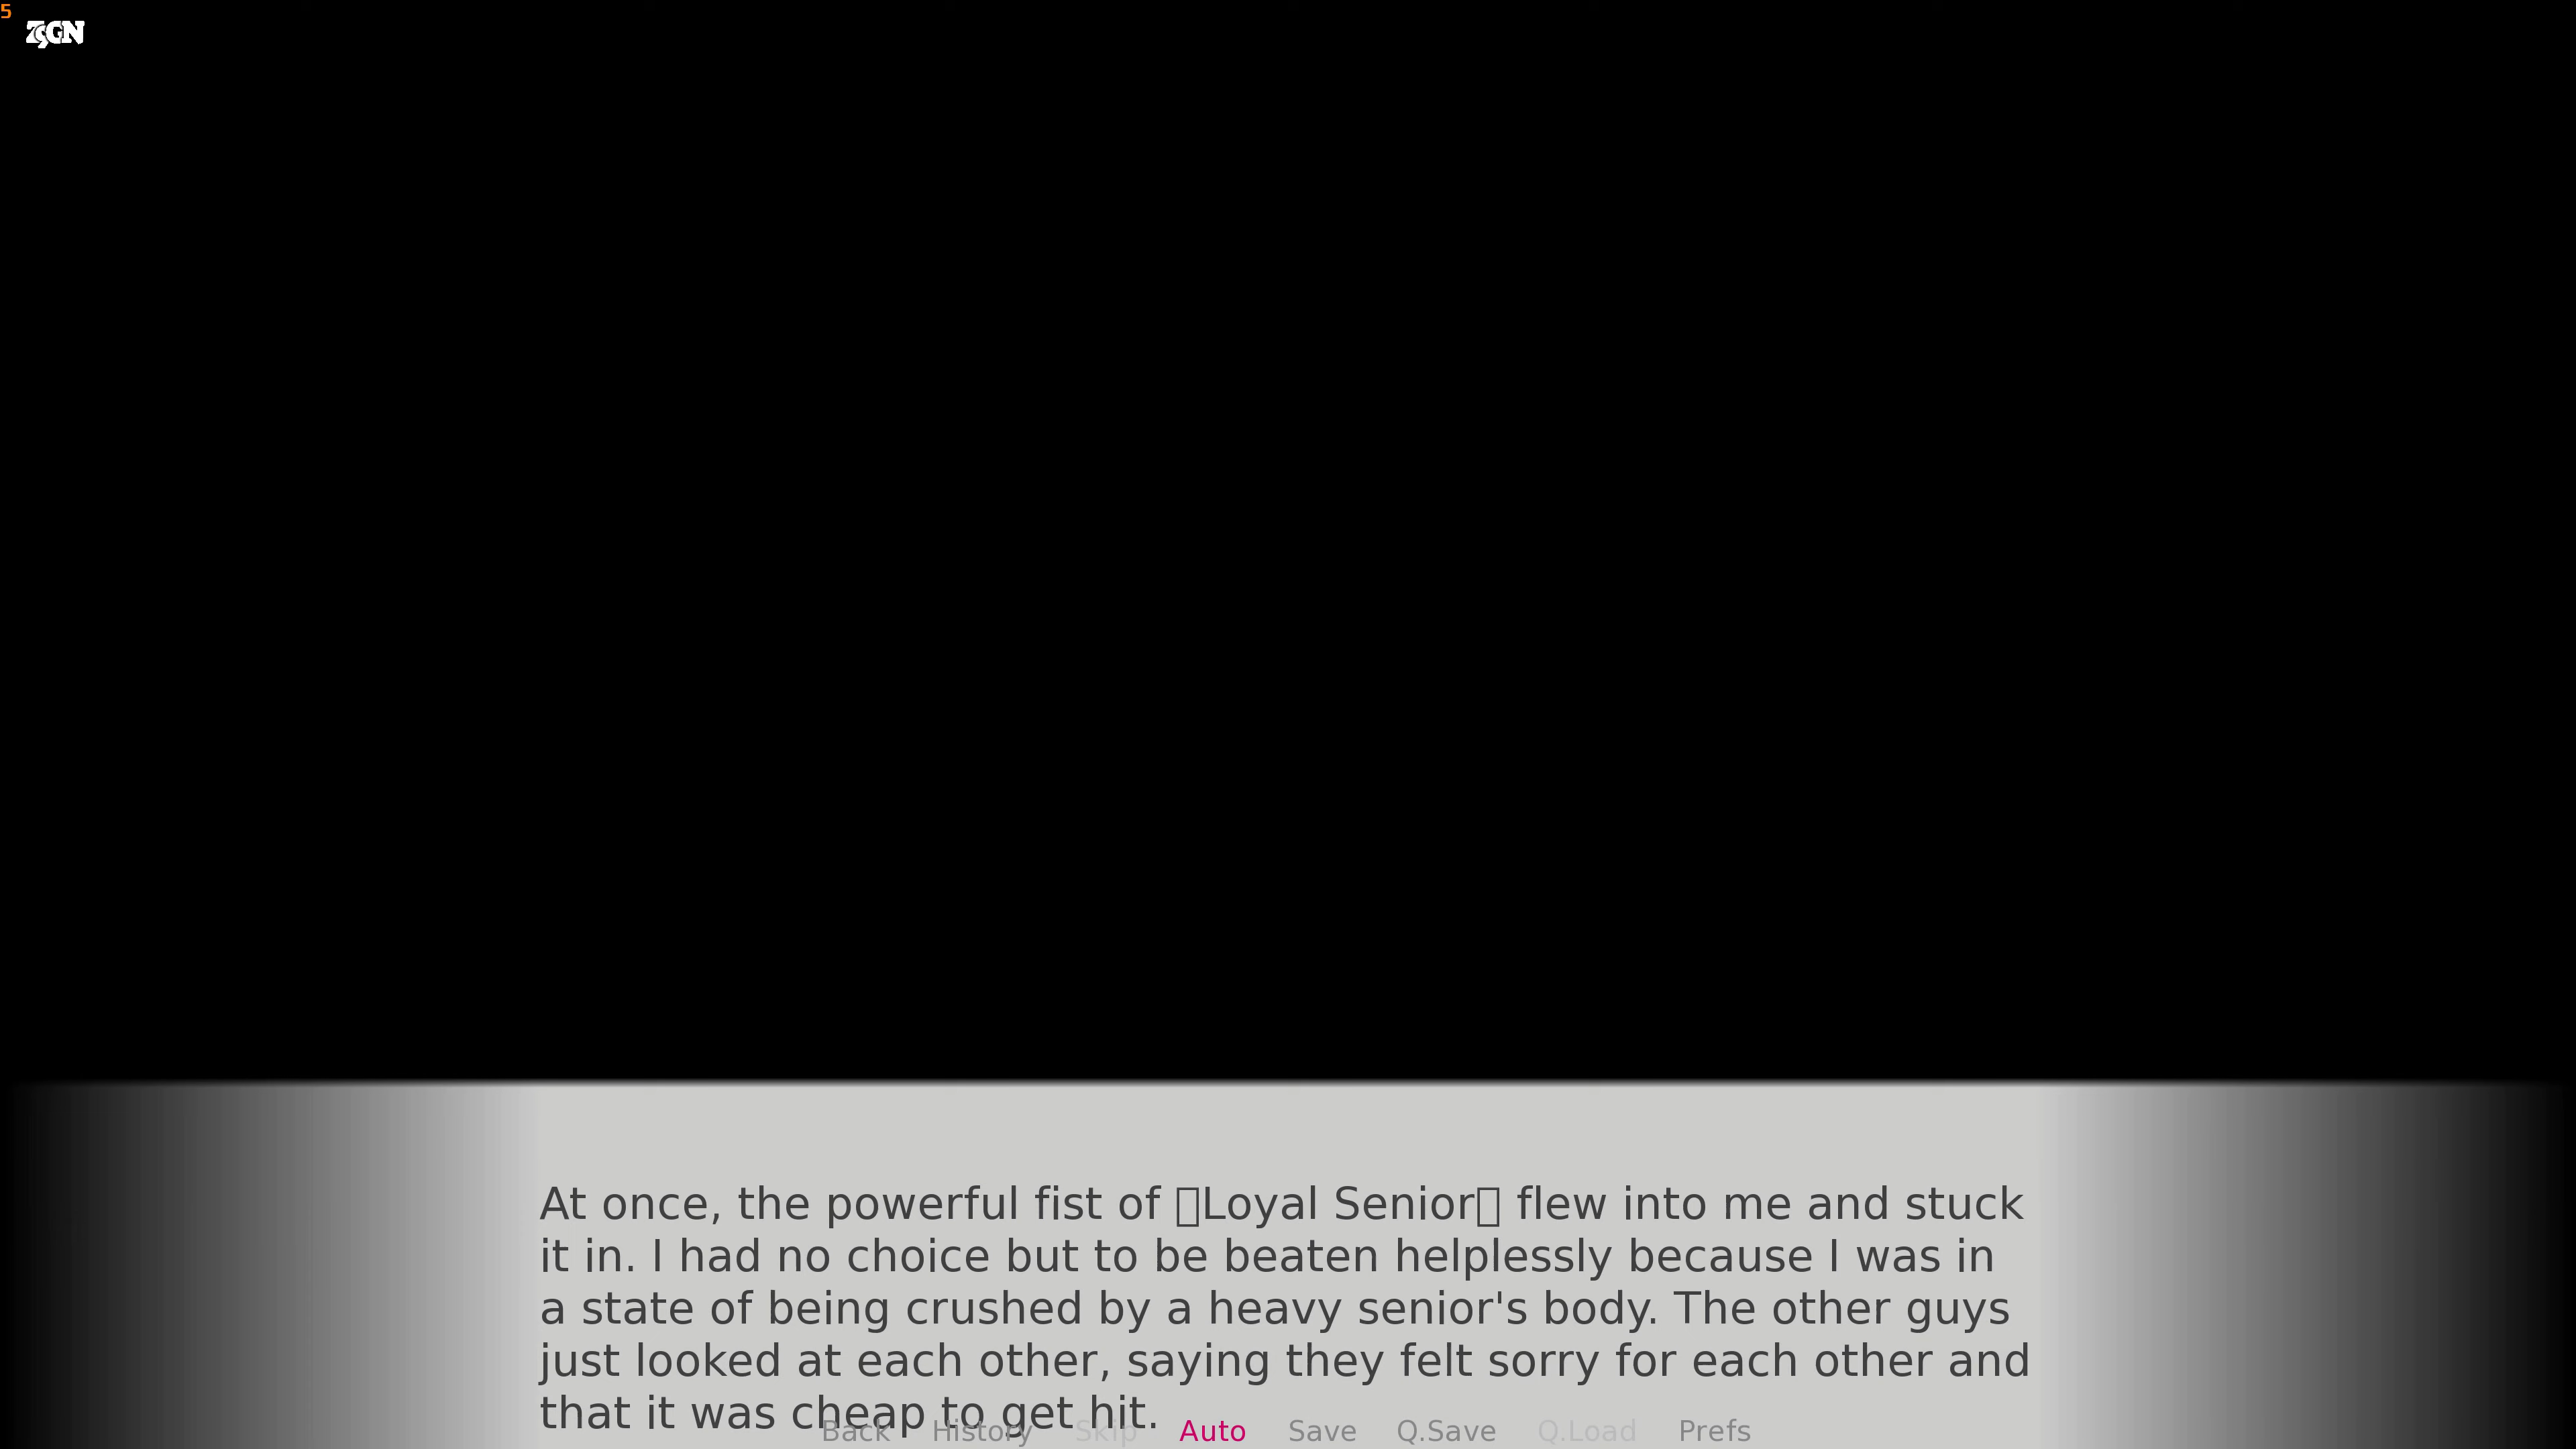 5
At once, the powerful fist of ▯Loyal Senior▯ flew into me and stuck
it in. I had no choice but to be beaten helplessly because I was in
a state of being crushed by a heavy senior's body. The other guys
just looked at each other, saying they felt sorry for each other and
that it was cheap to get hit.
Back History Skip Auto Save Q.Save Q.Load Prefs